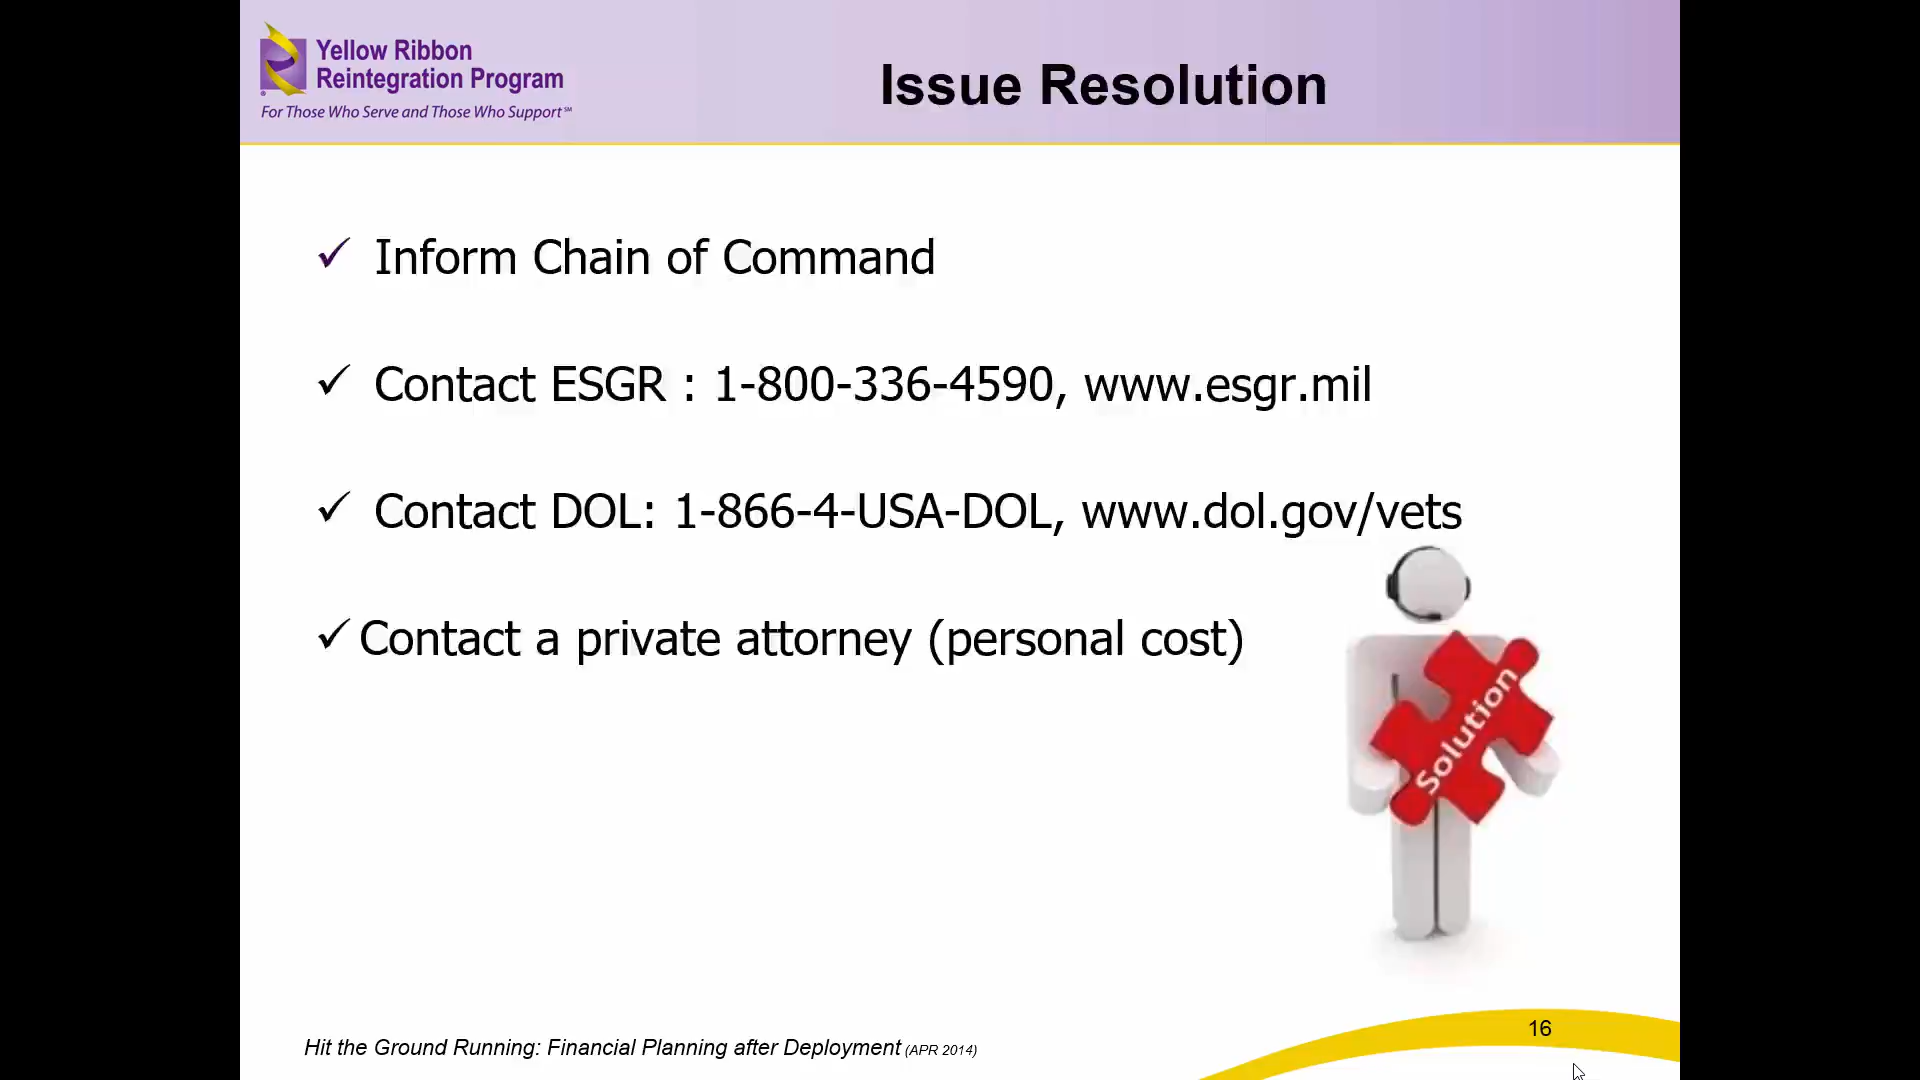 Yellow Ribbon
Reintegration Program
For Those Who Serve and Those Who Support℠
Issue Resolution
✓ Inform Chain of Command
✓ Contact ESGR : 1-800-336-4590, www.esgr.mil
✓ Contact DOL: 1-866-4-USA-DOL, www.dol.gov/vets
✓ Contact a private attorney (personal cost)
Solution
Hit the Ground Running: Financial Planning after Deployment (APR 2014)
16